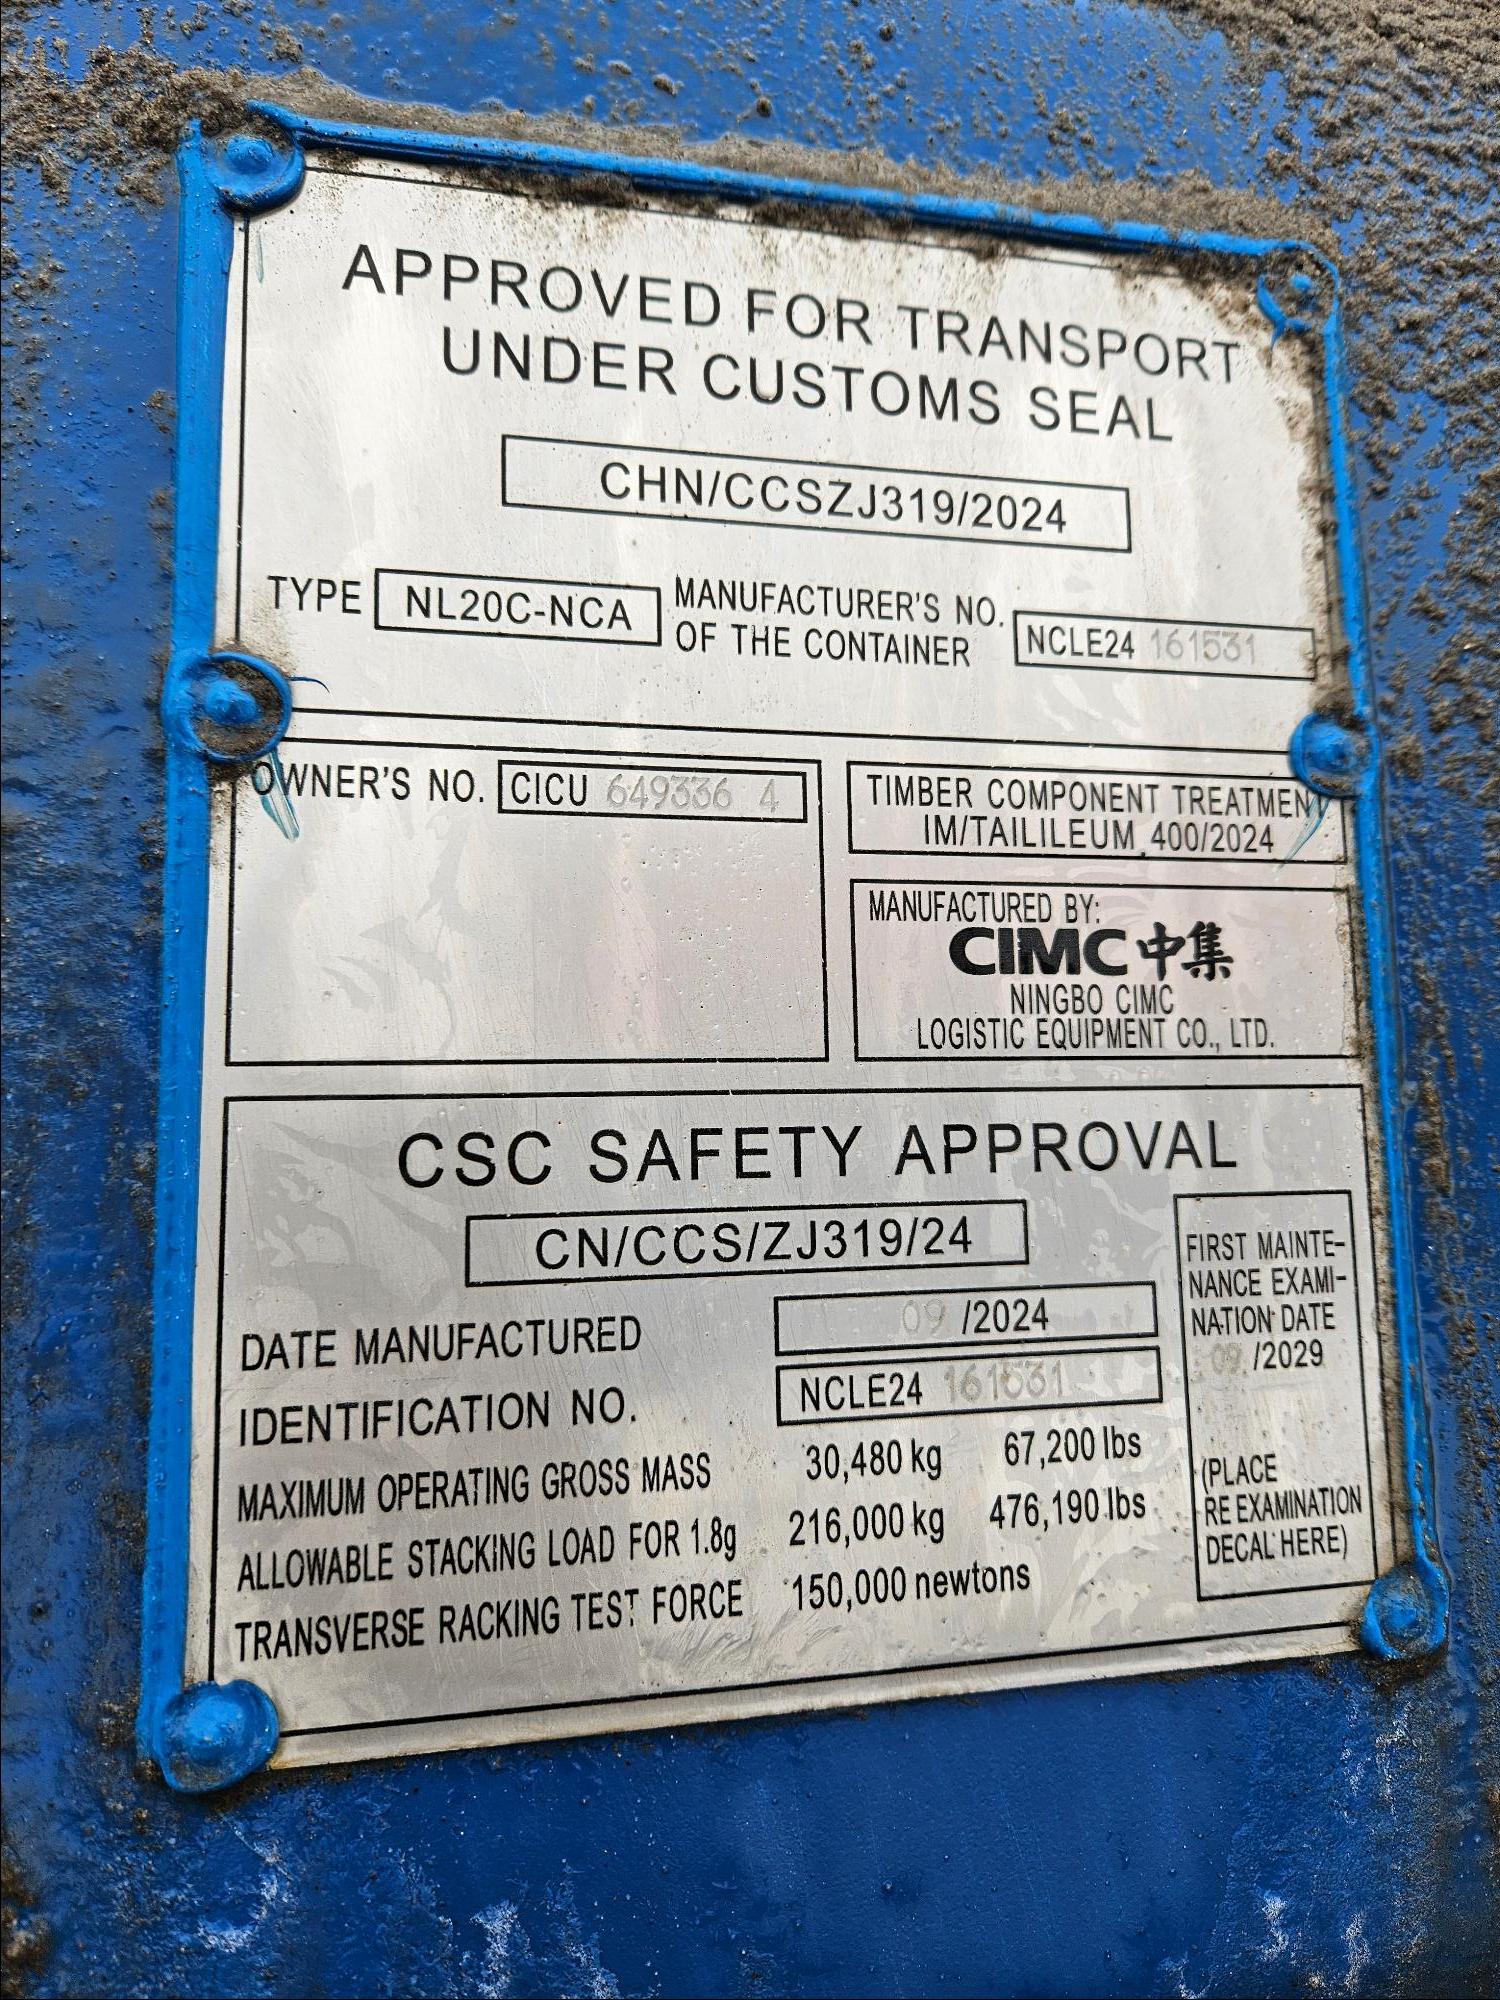 APPROVED FOR TRANSPORT
UNDER CUSTOMS SEAL
CHN/CCSZJ319/2024
TYPE NL20C-NCA MANUFACTURER'S NO.
OF THE CONTAINER NCLE24 161531
OWNER'S NO. CICU 649336 4
TIMBER COMPONENT TREATMENT
IM/TAILILEUM 400/2024
MANUFACTURED BY:
CIMC中集
NINGBO CIMC
LOGISTIC EQUIPMENT CO., LTD.
CSC SAFETY APPROVAL
CN/CCS/ZJ319/24
DATE MANUFACTURED 09 /2024
IDENTIFICATION NO. NCLE24 161531
MAXIMUM OPERATING GROSS MASS 30,480 kg 67,200 lbs
ALLOWABLE STACKING LOAD FOR 1.8g 216,000 kg 476,190 lbs
TRANSVERSE RACKING TEST FORCE 150,000 newtons
FIRST MAINTE-
NANCE EXAMI-
NATION DATE
09 /2029
(PLACE
RE EXAMINATION
DECAL HERE)